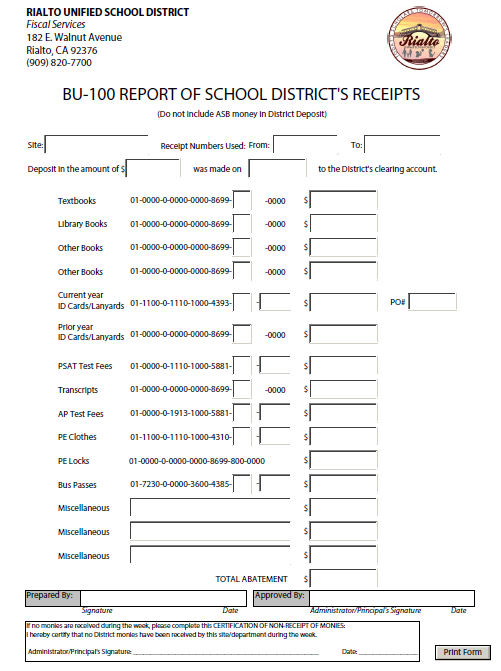 RIALTO UNIFIED SCHOOL DISTRICT
Fiscal Services
182 E. Walnut Avenue
Rialto, CA 92376
(909) 820-7700
Rialto
BU-100 REPORT OF SCHOOL DISTRICT'S RECEIPTS
(Do not include ASB money in District Deposit)
Site: Receipt Numbers Used: From: To:
Deposit in the amount of $ was made on to the District's clearing account.
Textbooks 01-0000-0-0000-0000-8699- -0000 $
Library Books 01-0000-0-0000-0000-8699- -0000 $
Other Books 01-0000-0-0000-0000-8699- -0000 $
Other Books 01-0000-0-0000-0000-8699- -0000 $
Current year
ID Cards/Lanyards 01-1100-0-1110-1000-4393- - $ PO#
Prior year
ID Cards/Lanyards 01-0000-0-0000-0000-8699- -0000 $
PSAT Test Fees 01-0000-0-1110-1000-5881- - $
Transcripts 01-0000-0-0000-0000-8699- -0000 $
AP Test Fees 01-0000-0-1913-1000-5881- - $
PE Clothes 01-1100-0-1110-1000-4310- - $
PE Locks 01-0000-0-0000-0000-8699-800-0000 $
Bus Passes 01-7230-0-0000-3600-4385- - $
Miscellaneous $
Miscellaneous $
Miscellaneous $
TOTAL ABATEMENT $
Prepared By: Approved By:
Signature Date Administrator/Principal's Signature Date
If no monies are received during the week, please complete this CERTIFICATION OF NON-RECEIPT OF MONIES:
I hereby certify that no District monies have been received by this site/department during the week.
Administrator/Principal's Signature: Date:
Print Form